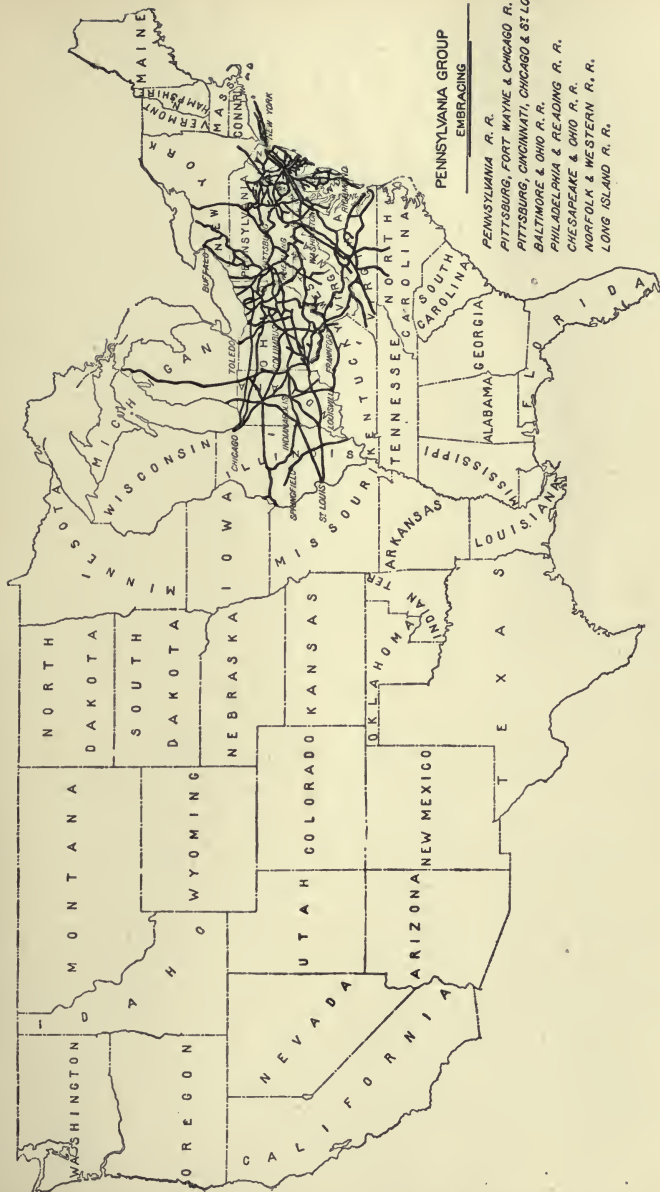 WASHINGTON
OREGON
CALIFORNIA
NEVADA
IDAHO
MONTANA
WYOMING
UTAH
COLORADO
ARIZONA
NEW MEXICO
NORTH DAKOTA
SOUTH DAKOTA
NEBRASKA
KANSAS
OKLAHOMA
INDIAN TER
TEXAS
MINNESOTA
IOWA
MISSOURI
ARKANSAS
LOUISIANA
WISCONSIN
ILLINOIS
MICHIGAN
OHIO
KENTUCKY
TENNESSEE
MISSISSIPPI
ALABAMA
GEORGIA
FLORIDA
SOUTH CAROLINA
NORTH CAROLINA
VIRGINIA
PENNSYLVANIA
NEW YORK
VERMONT
N HAMPSHIRE
MAINE
MASS
CONN
CHICAGO
SPRINGFIELD
ST LOUIS
INDIANAPOLIS
LOUISVILLE
FRANKFORT
TOLEDO
COLUMBUS
BUFFALO
PITTSBURG
WASHINGTON
RICHMOND
NEW YORK
PENNSYLVANIA GROUP
EMBRACING
PENNSYLVANIA R. R.
PITTSBURG, FORT WAYNE & CHICAGO R.
PITTSBURG, CINCINNATI, CHICAGO & ST LO
BALTIMORE & OHIO R. R.
PHILADELPHIA & READING R. R.
CHESAPEAKE & OHIO R. R.
NORFOLK & WESTERN R. R.
LONG ISLAND R. R.